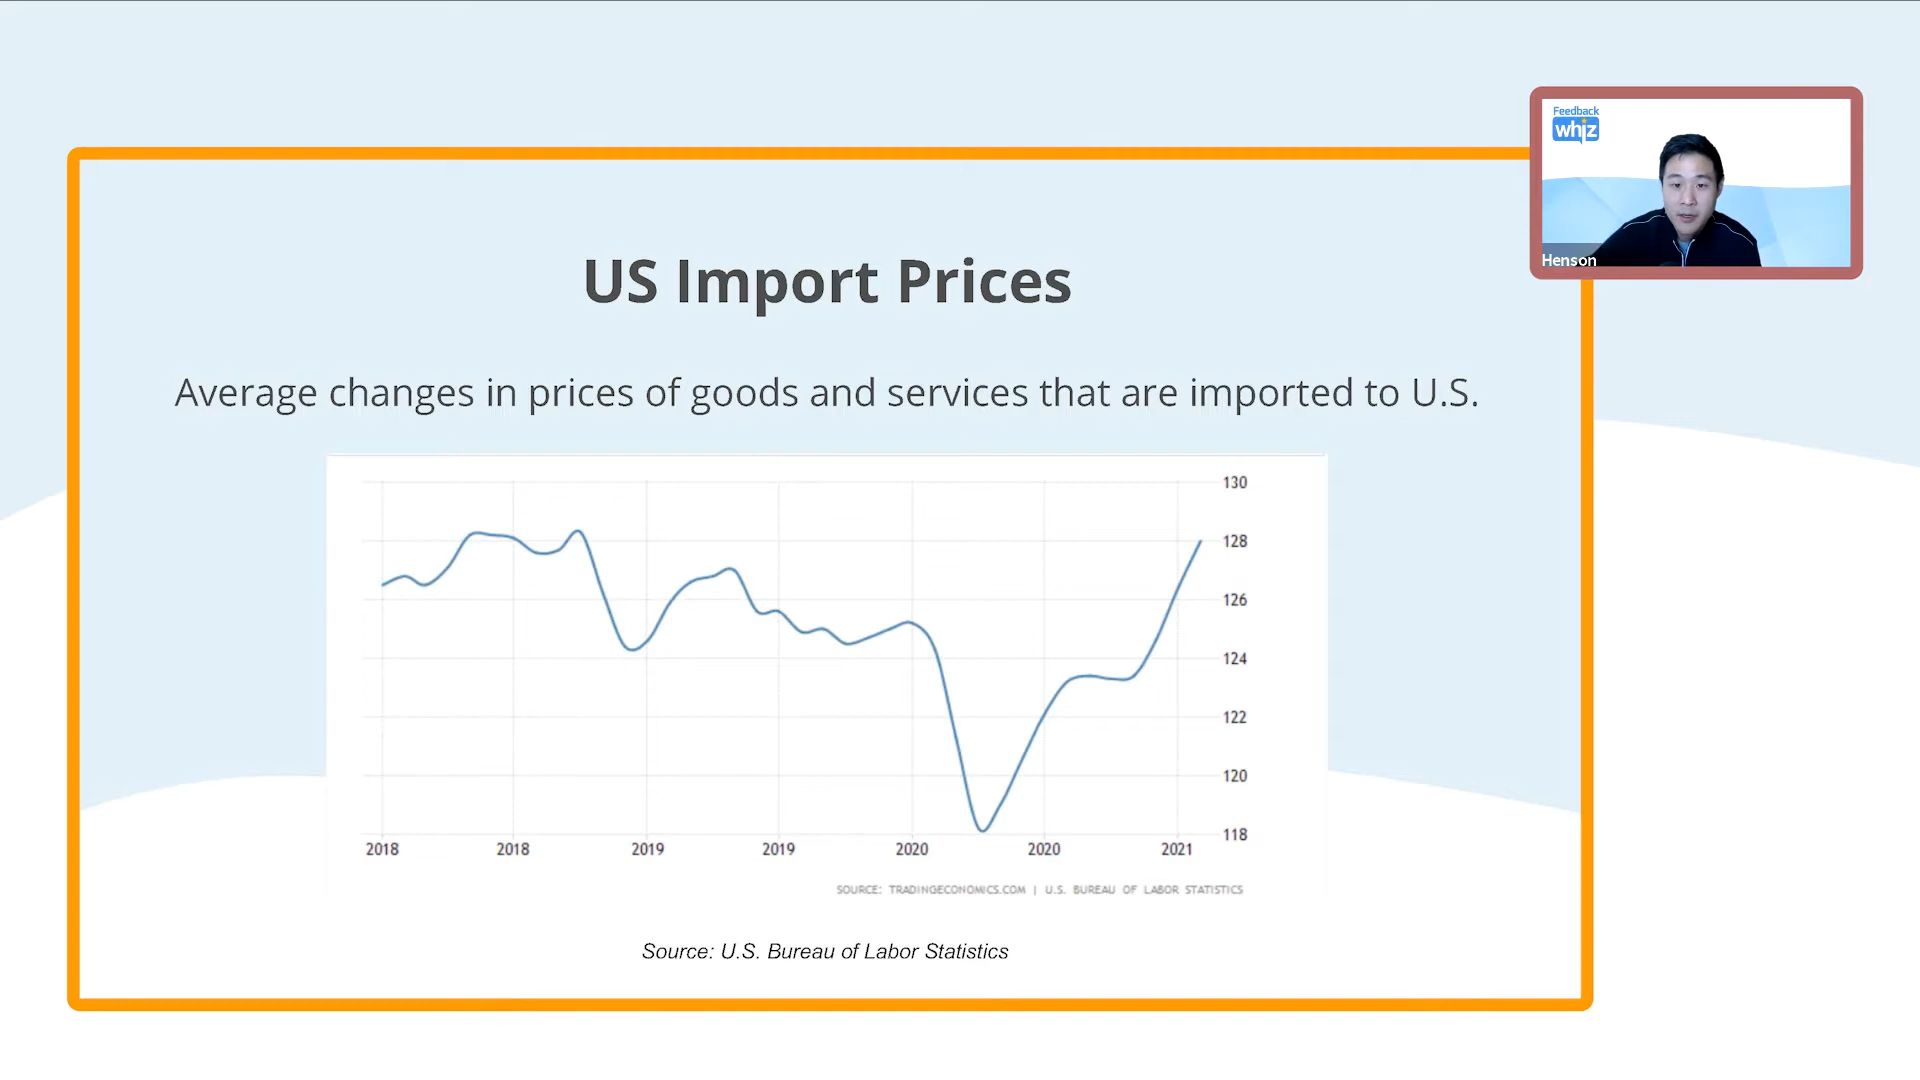 Feedback
whiz
Henson
US Import Prices
Average changes in prices of goods and services that are imported to U.S.
130
128
126
124
122
120
118
2018 2018 2019 2019 2020 2020 2021
SOURCE: TRADINGECONOMICS.COM | U.S. BUREAU OF LABOR STATISTICS
Source: U.S. Bureau of Labor Statistics